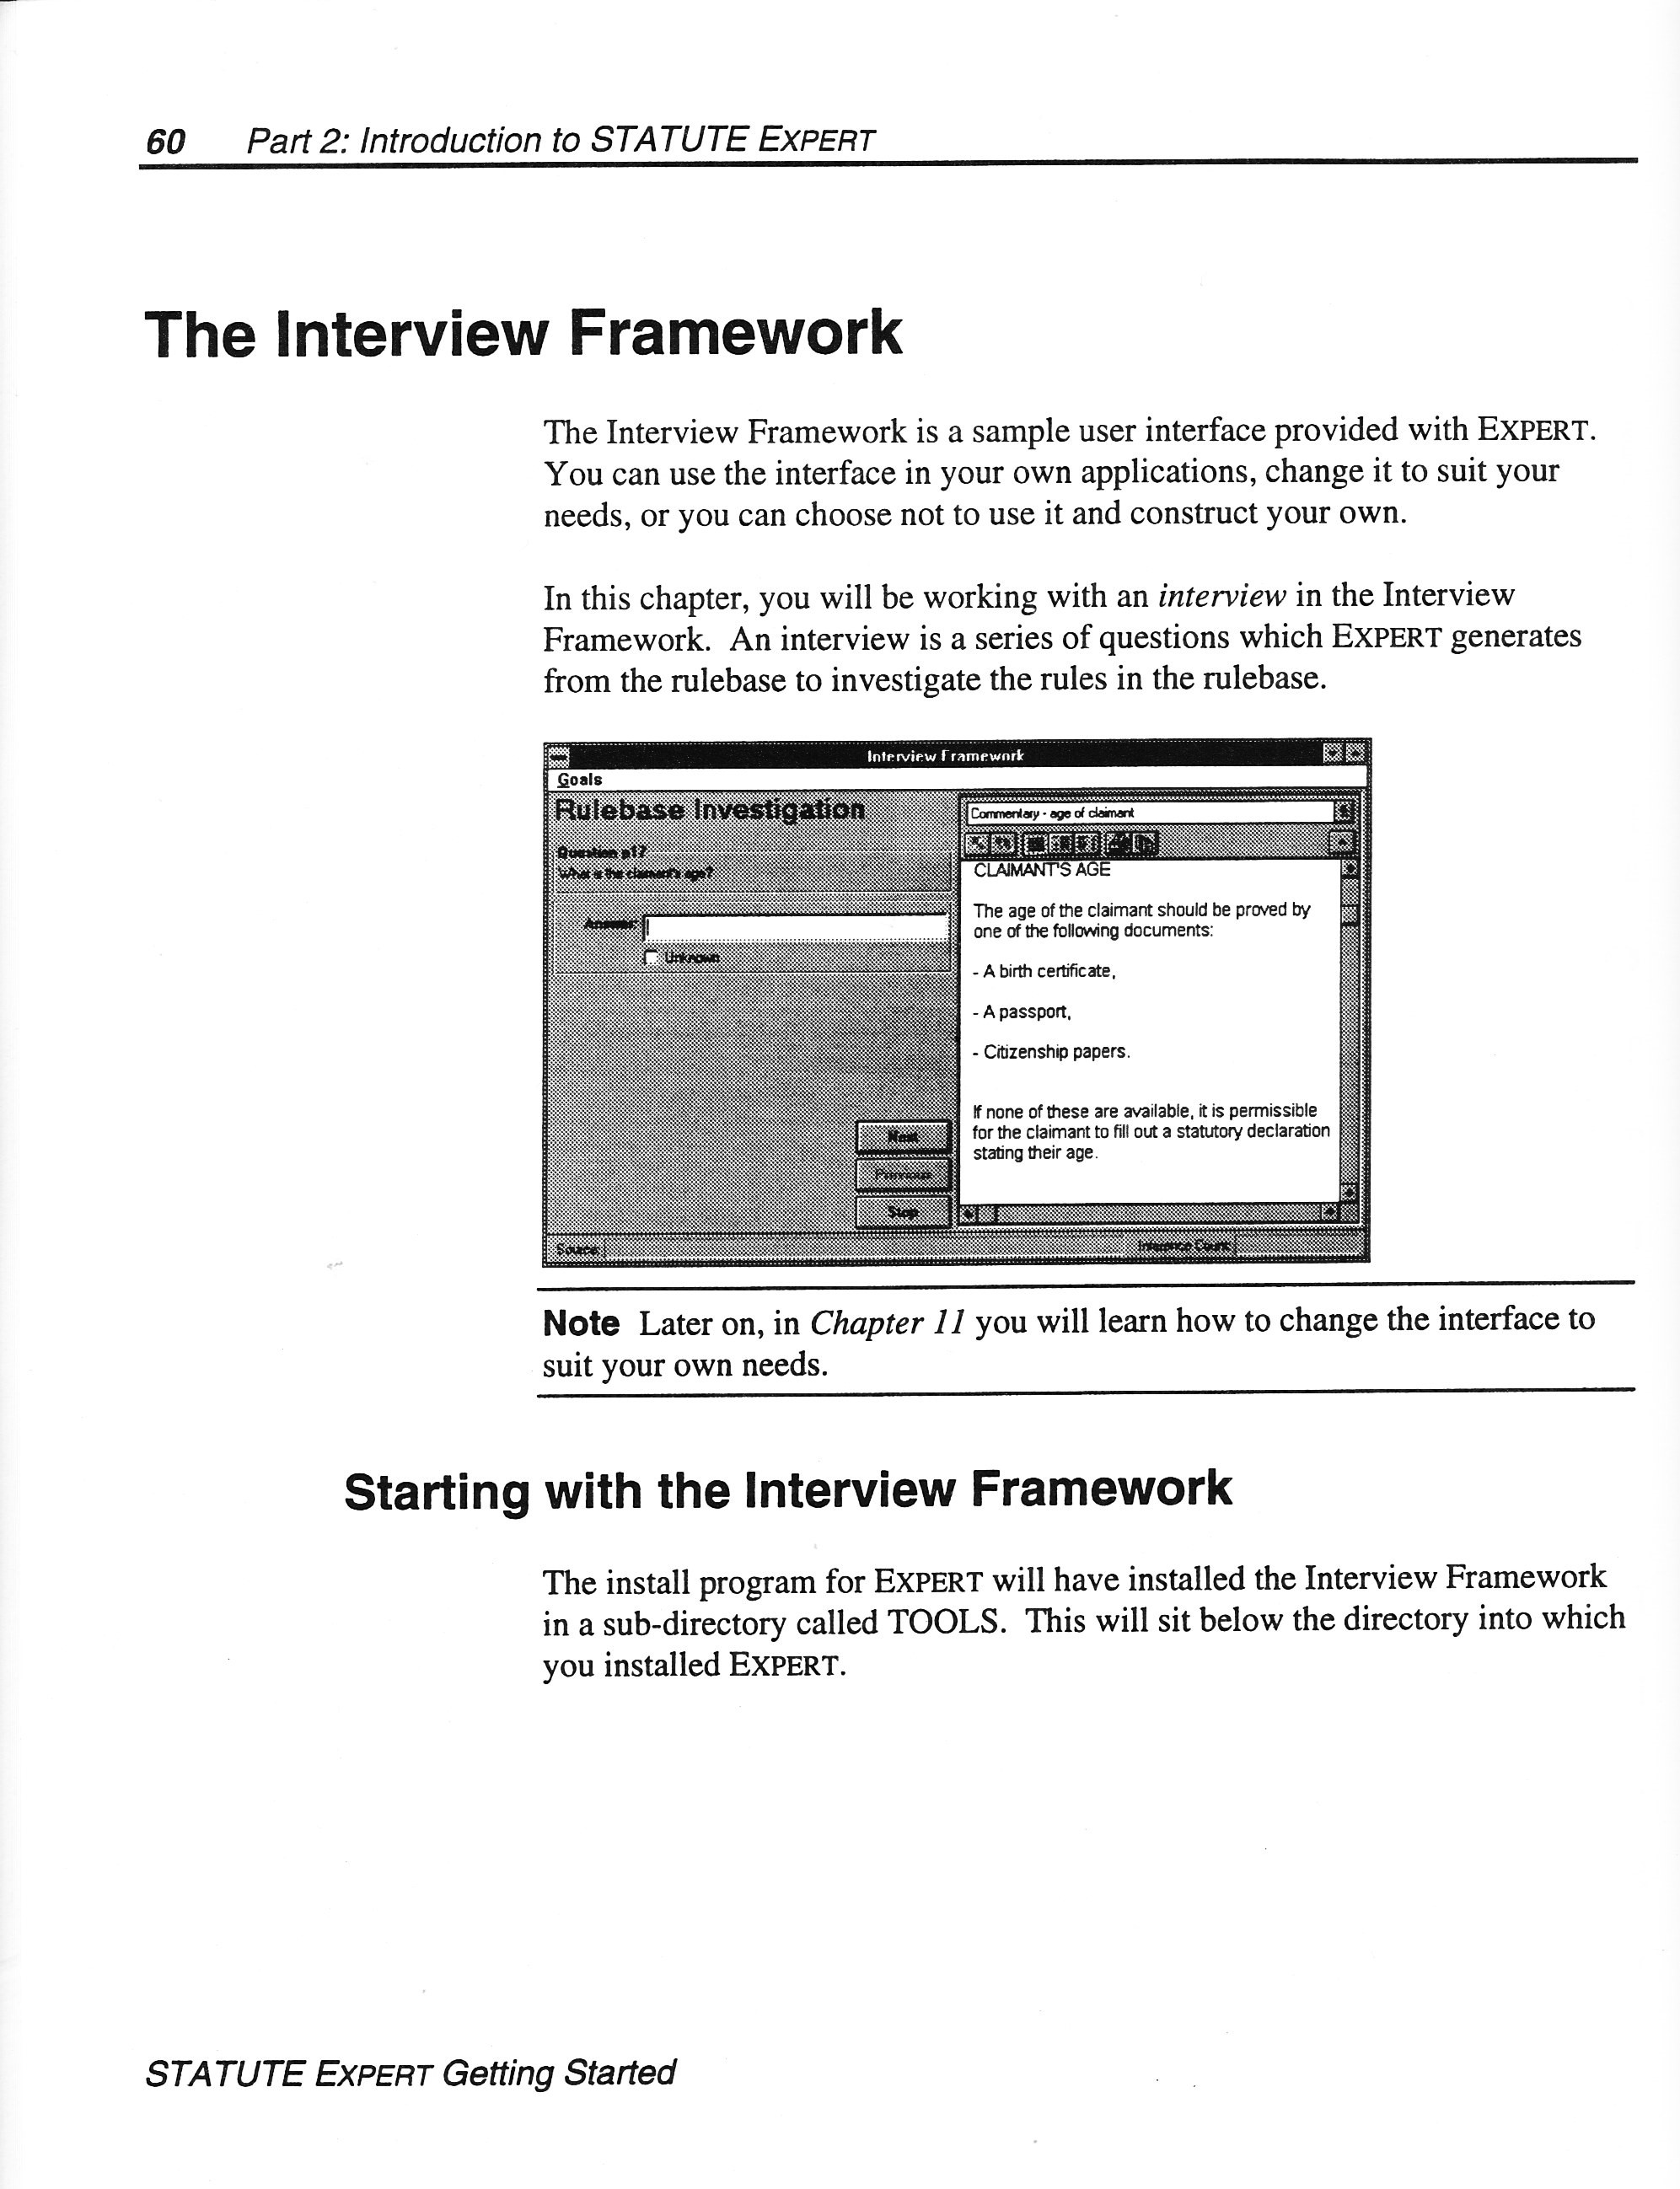 60 Part 2: Introduction to STATUTE EXPERT
The Interview Framework
The Interview Framework is a sample user interface provided with EXPERT.
You can use the interface in your own applications, change it to suit your
needs, or you can choose not to use it and construct your own.
In this chapter, you will be working with an interview in the Interview
Framework. An interview is a series of questions which EXPERT generates
from the rulebase to investigate the rules in the rulebase.
Interview Framework
Goals
Rulebase Investigation
Question
What is the claimant's age?
Answer:
Unknown
Next
Previous
Stop
Source:
Inference Count:
Commentary - age of claimant
CLAIMANT'S AGE
The age of the claimant should be proved by
one of the following documents:
- A birth certificate,
- A passport,
- Citizenship papers.
If none of these are available, it is permissible
for the claimant to fill out a statutory declaration
stating their age.
Note Later on, in Chapter 11 you will learn how to change the interface to
suit your own needs.
Starting with the Interview Framework
The install program for EXPERT will have installed the Interview Framework
in a sub-directory called TOOLS. This will sit below the directory into which
you installed EXPERT.
STATUTE EXPERT Getting Started